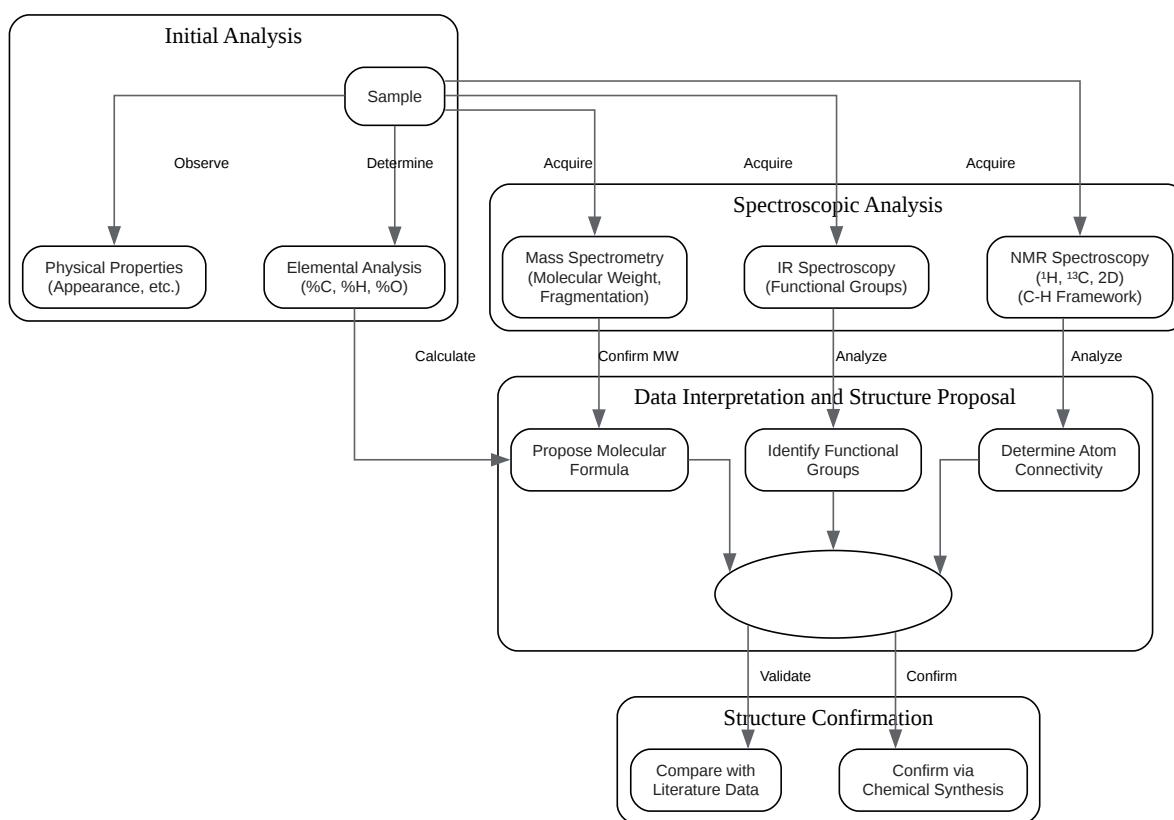 Initial Analysis
Sample
Observe
Determine
Acquire
Acquire
Acquire
Spectroscopic Analysis
Physical Properties
(Appearance, etc.)
Elemental Analysis
(%C, %H, %O)
Mass Spectrometry
(Molecular Weight,
Fragmentation)
IR Spectroscopy
(Functional Groups)
NMR Spectroscopy
(¹H, ¹³C, 2D)
(C-H Framework)
Calculate
Confirm MW
Analyze
Analyze
Data Interpretation and Structure Proposal
Propose Molecular
Formula
Identify Functional
Groups
Determine Atom
Connectivity
Validate
Confirm
Structure Confirmation
Compare with
Literature Data
Confirm via
Chemical Synthesis